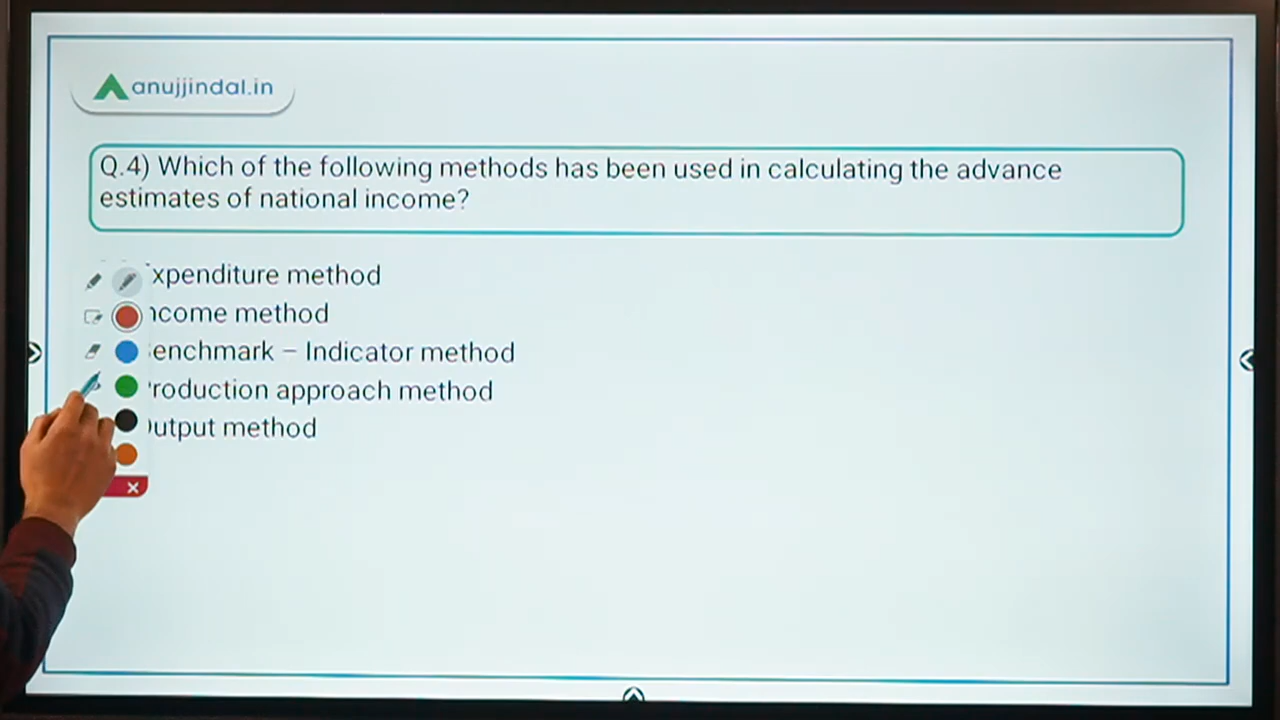 anujjindal.in
Q.4) Which of the following methods has been used in calculating the advance
estimates of national income?
xpenditure method
ncome method
enchmark – Indicator method
roduction approach method
utput method